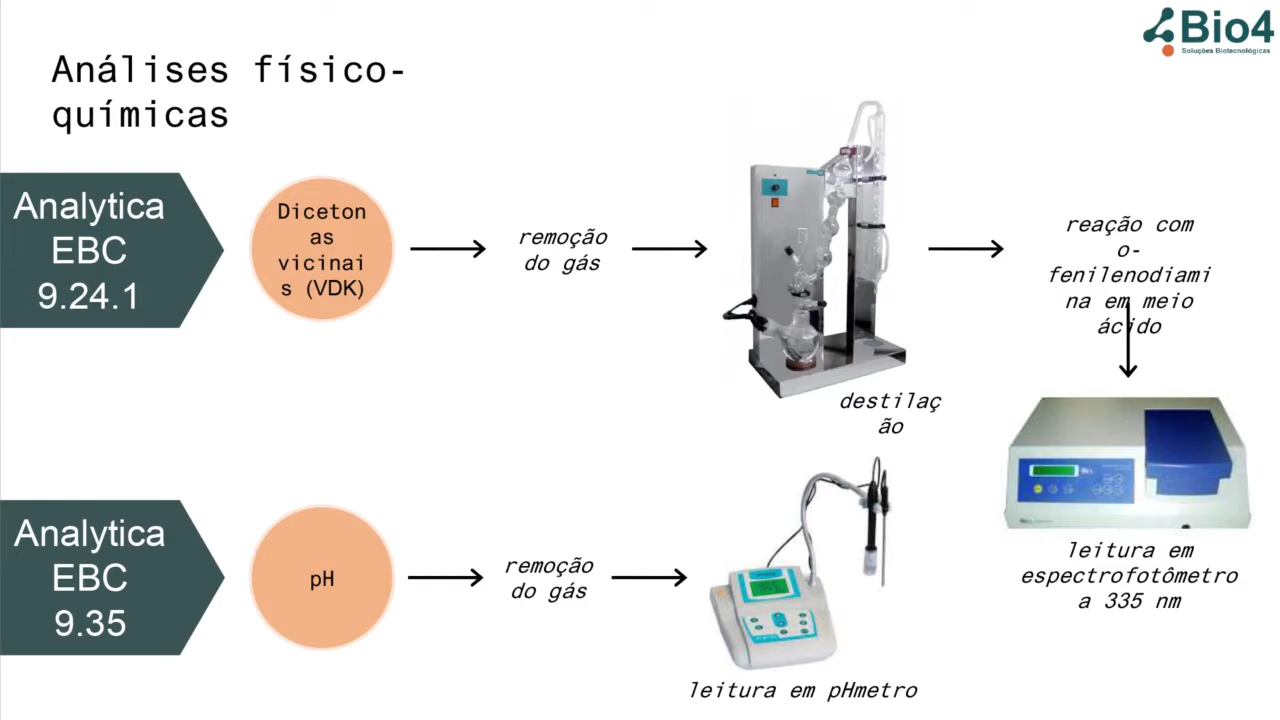 Bio4
Soluções Biotecnológicas
Análises físico-
químicas
Analytica
EBC
9.24.1
Diceton
as
vicinai
s (VDK)
remoção
do gás
destilaç
ão
reação com
o-
fenilenodiami
na em meio
ácido
leitura em
espectrofotômetro
a 335 nm
Analytica
EBC
9.35
pH
remoção
do gás
leitura em pHmetro